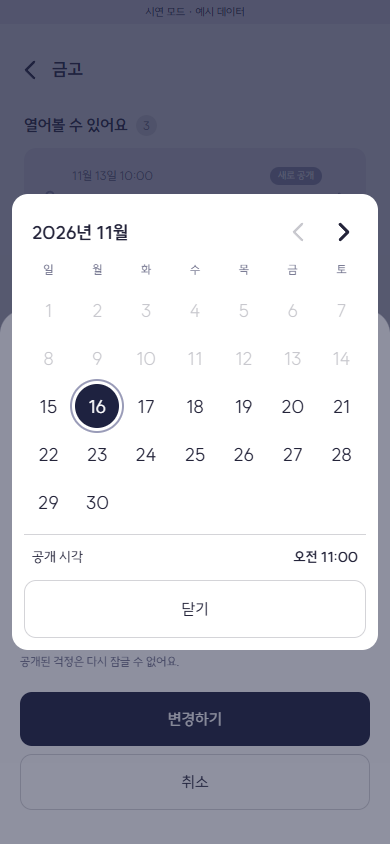 시연 모드 · 예시 데이터
금고
열어볼 수 있어요 3
11월 13일 10:00 새로 공개
2026년 11월
일 월 화 수 목 금 토
1 2 3 4 5 6 7
8 9 10 11 12 13 14
15 16 17 18 19 20 21
22 23 24 25 26 27 28
29 30
공개 시각 오전 11:00
닫기
공개된 걱정은 다시 잠글 수 없어요.
변경하기
취소